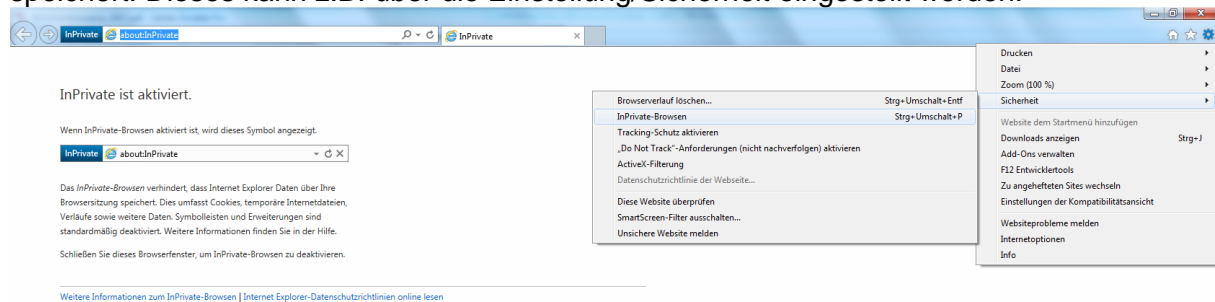 speichert. Dieses kann z.B. über die Einstellung/Sicherheit eingestellt werden.
InPrivate about:InPrivate InPrivate
InPrivate ist aktiviert.
Wenn InPrivate-Browsen aktiviert ist, wird dieses Symbol angezeigt.
InPrivate about:InPrivate
Das InPrivate-Browsen verhindert, dass Internet Explorer Daten über Ihre
Browsersitzung speichert. Dies umfasst Cookies, temporäre Internetdateien,
Verläufe sowie weitere Daten. Symbolleisten und Erweiterungen sind
standardmäßig deaktiviert. Weitere Informationen finden Sie in der Hilfe.
Schließen Sie dieses Browserfenster, um InPrivate-Browsen zu deaktivieren.
Weitere Informationen zum InPrivate-Browsen | Internet Explorer-Datenschutzrichtlinien online lesen
Browserverlauf löschen... Strg+Umschalt+Entf
InPrivate-Browsen Strg+Umschalt+P
Tracking-Schutz aktivieren
„Do Not Track"-Anforderungen (nicht nachverfolgen) aktivieren
ActiveX-Filterung
Datenschutzrichtlinie der Webseite...
Diese Website überprüfen
SmartScreen-Filter ausschalten...
Unsichere Website melden
Drucken
Datei
Zoom (100 %)
Sicherheit
Website dem Startmenü hinzufügen
Downloads anzeigen Strg+J
Add-Ons verwalten
F12 Entwicklertools
Zu angehefteten Sites wechseln
Einstellungen der Kompatibilitätsansicht
Websiteprobleme melden
Internetoptionen
Info